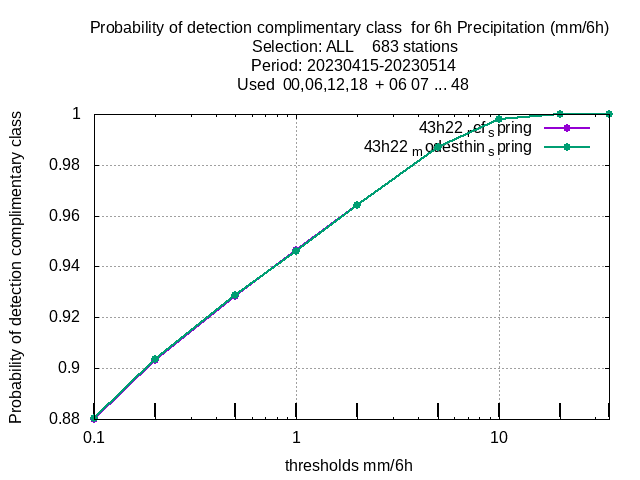 Probability of detection complimentary class for 6h Precipitation (mm/6h)
Selection: ALL 683 stations
Period: 20230415-20230514
Used 00,06,12,18 + 06 07 ... 48
Probability of detection complimentary class
1
0.98
0.96
0.94
0.92
0.9
0.88
43h22_ref_spring
43h22_modesthin_spring
0.1 1 10
thresholds mm/6h